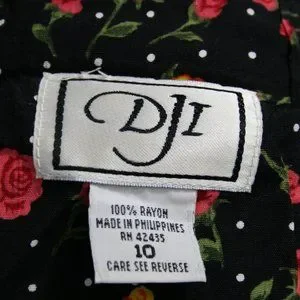 DJI
100% RAYON
MADE IN PHILIPPINES
RN 42435
10
CARE SEE REVERSE